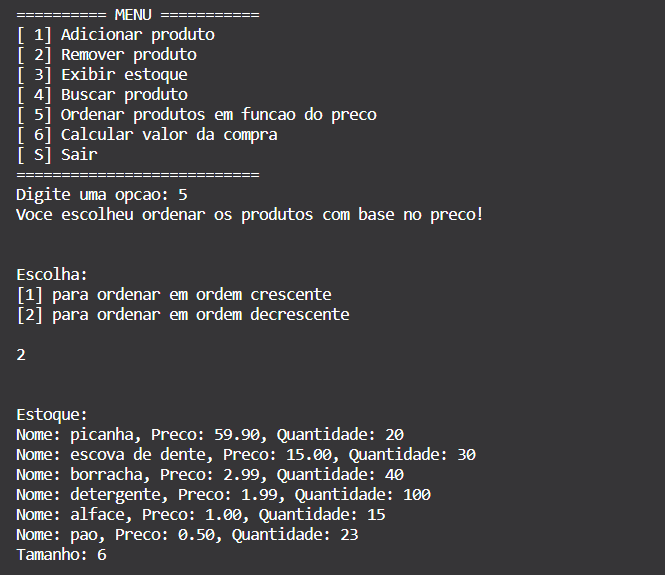 ========== MENU ===========
[ 1] Adicionar produto
[ 2] Remover produto
[ 3] Exibir estoque
[ 4] Buscar produto
[ 5] Ordenar produtos em funcao do preco
[ 6] Calcular valor da compra
[ S] Sair
===========================
Digite uma opcao: 5
Voce escolheu ordenar os produtos com base no preco!
Escolha:
[1] para ordenar em ordem crescente
[2] para ordenar em ordem decrescente
2
Estoque:
Nome: picanha, Preco: 59.90, Quantidade: 20
Nome: escova de dente, Preco: 15.00, Quantidade: 30
Nome: borracha, Preco: 2.99, Quantidade: 40
Nome: detergente, Preco: 1.99, Quantidade: 100
Nome: alface, Preco: 1.00, Quantidade: 15
Nome: pao, Preco: 0.50, Quantidade: 23
Tamanho: 6